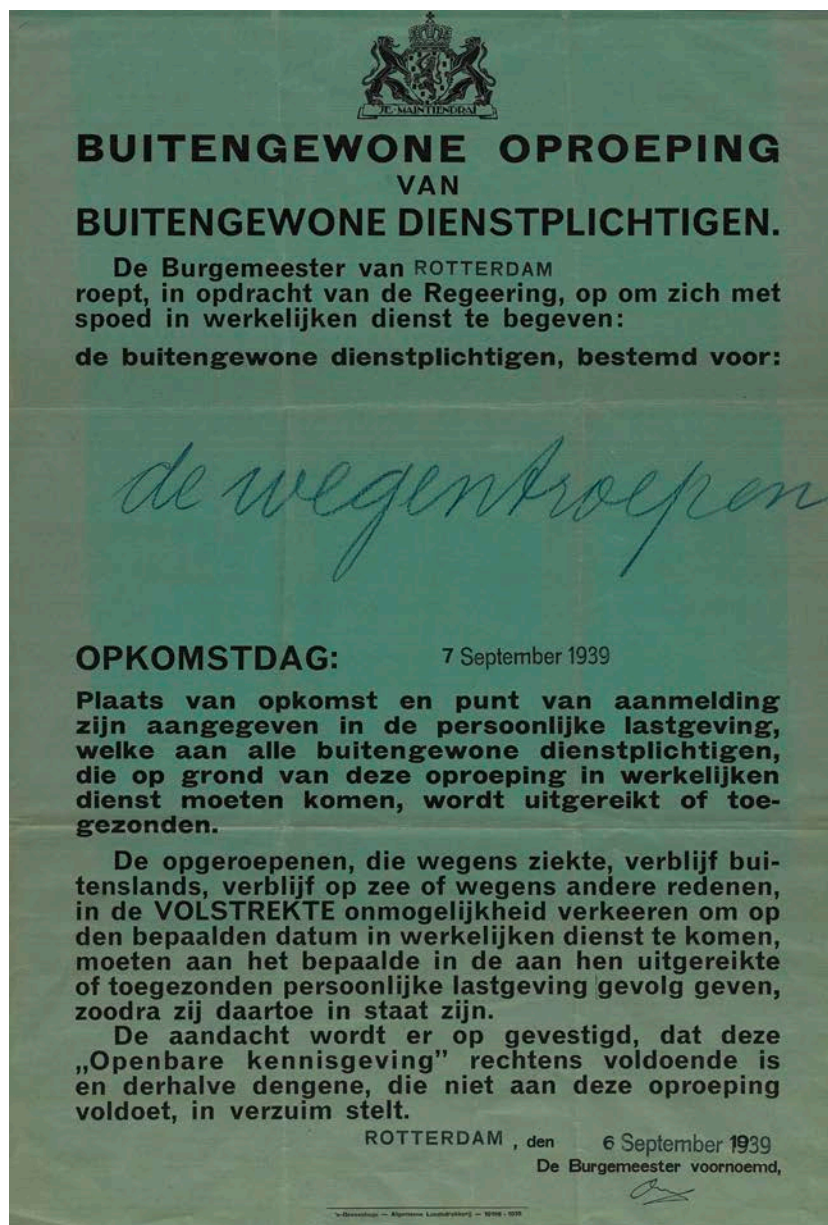 JE MAINTIENDRAI
BUITENGEWONE OPROEPING
VAN
BUITENGEWONE DIENSTPLICHTIGEN.
De Burgemeester van ROTTERDAM
roept, in opdracht van de Regeering, op om zich met
spoed in werkelijken dienst te begeven:
de buitengewone dienstplichtigen, bestemd voor:
de wegentroepen
OPKOMSTDAG: 7 September 1939
Plaats van opkomst en punt van aanmelding
zijn aangegeven in de persoonlijke lastgeving,
welke aan alle buitengewone dienstplichtigen,
die op grond van deze oproeping in werkelijken
dienst moeten komen, wordt uitgereikt of toe-
gezonden.
De opgeroepenen, die wegens ziekte, verblijf bui-
tenslands, verblijf op zee of wegens andere redenen,
in de VOLSTREKTE onmogelijkheid verkeeren om op
den bepaalden datum in werkelijken dienst te komen,
moeten aan het bepaalde in de aan hen uitgereikte
of toegezonden persoonlijke lastgeving gevolg geven,
zoodra zij daartoe in staat zijn.
De aandacht wordt er op gevestigd, dat deze
„Openbare kennisgeving” rechtens voldoende is
en derhalve dengene, die niet aan deze oproeping
voldoet, in verzuim stelt.
ROTTERDAM, den 6 September 1939
De Burgemeester voornoemd,
's-Gravenhage — Algemeene Landsdrukkerij —